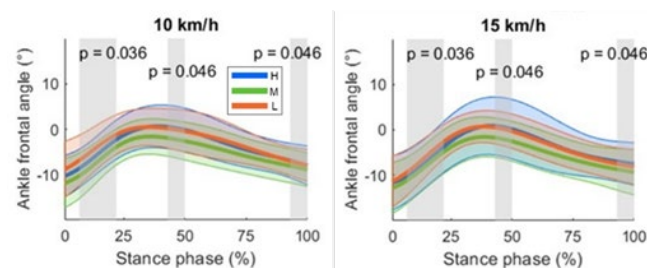 10 km/h
15 km/h
Ankle frontal angle (°)
10
0
-10
p = 0.036
p = 0.046
p = 0.046
H
M
L
0
25
50
75
100
Stance phase (%)
Ankle frontal angle (°)
10
0
-10
p = 0.036
p = 0.046
p = 0.046
0
25
50
75
100
Stance phase (%)